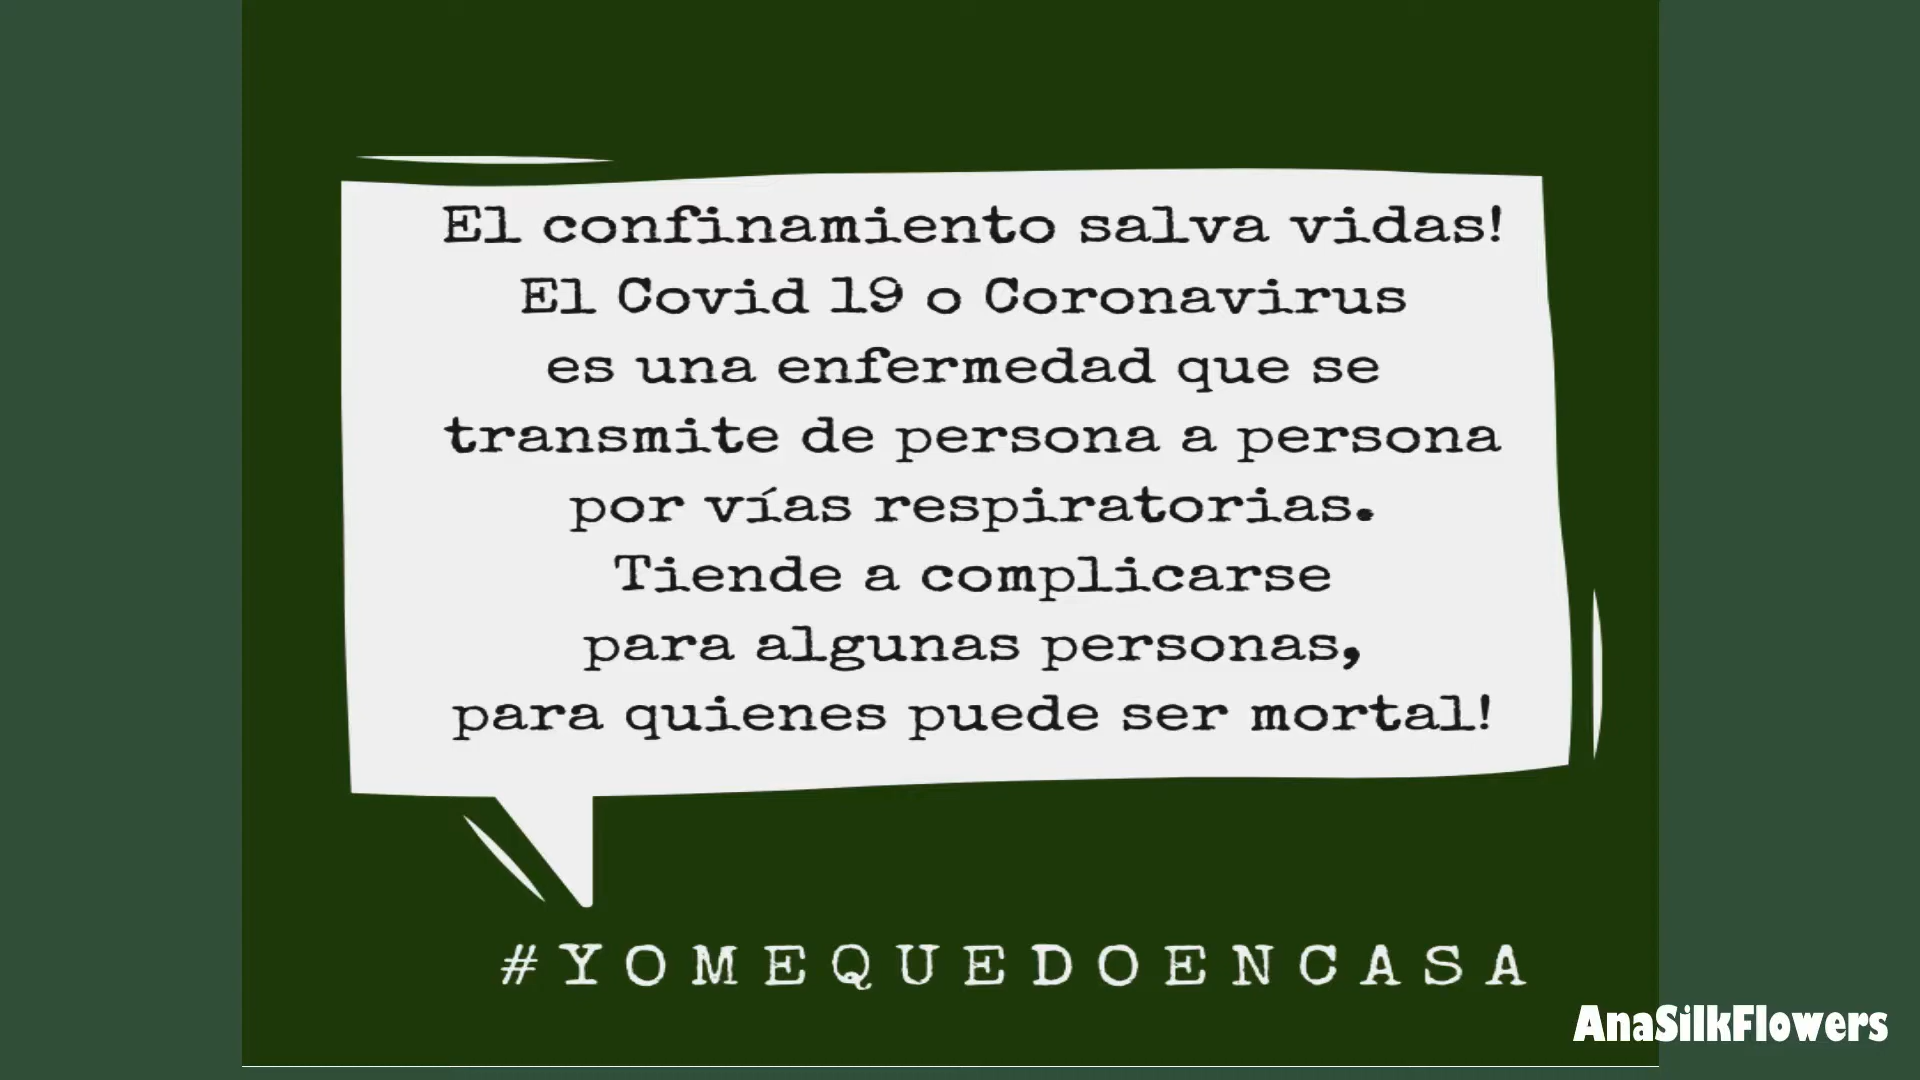 El confinamiento salva vidas!
El Covid 19 o Coronavirus
es una enfermedad que se
transmite de persona a persona
por vías respiratorias.
Tiende a complicarse
para algunas personas,
para quienes puede ser mortal!
#YOMEQUEDOENCASA
AnaSilkFlowers